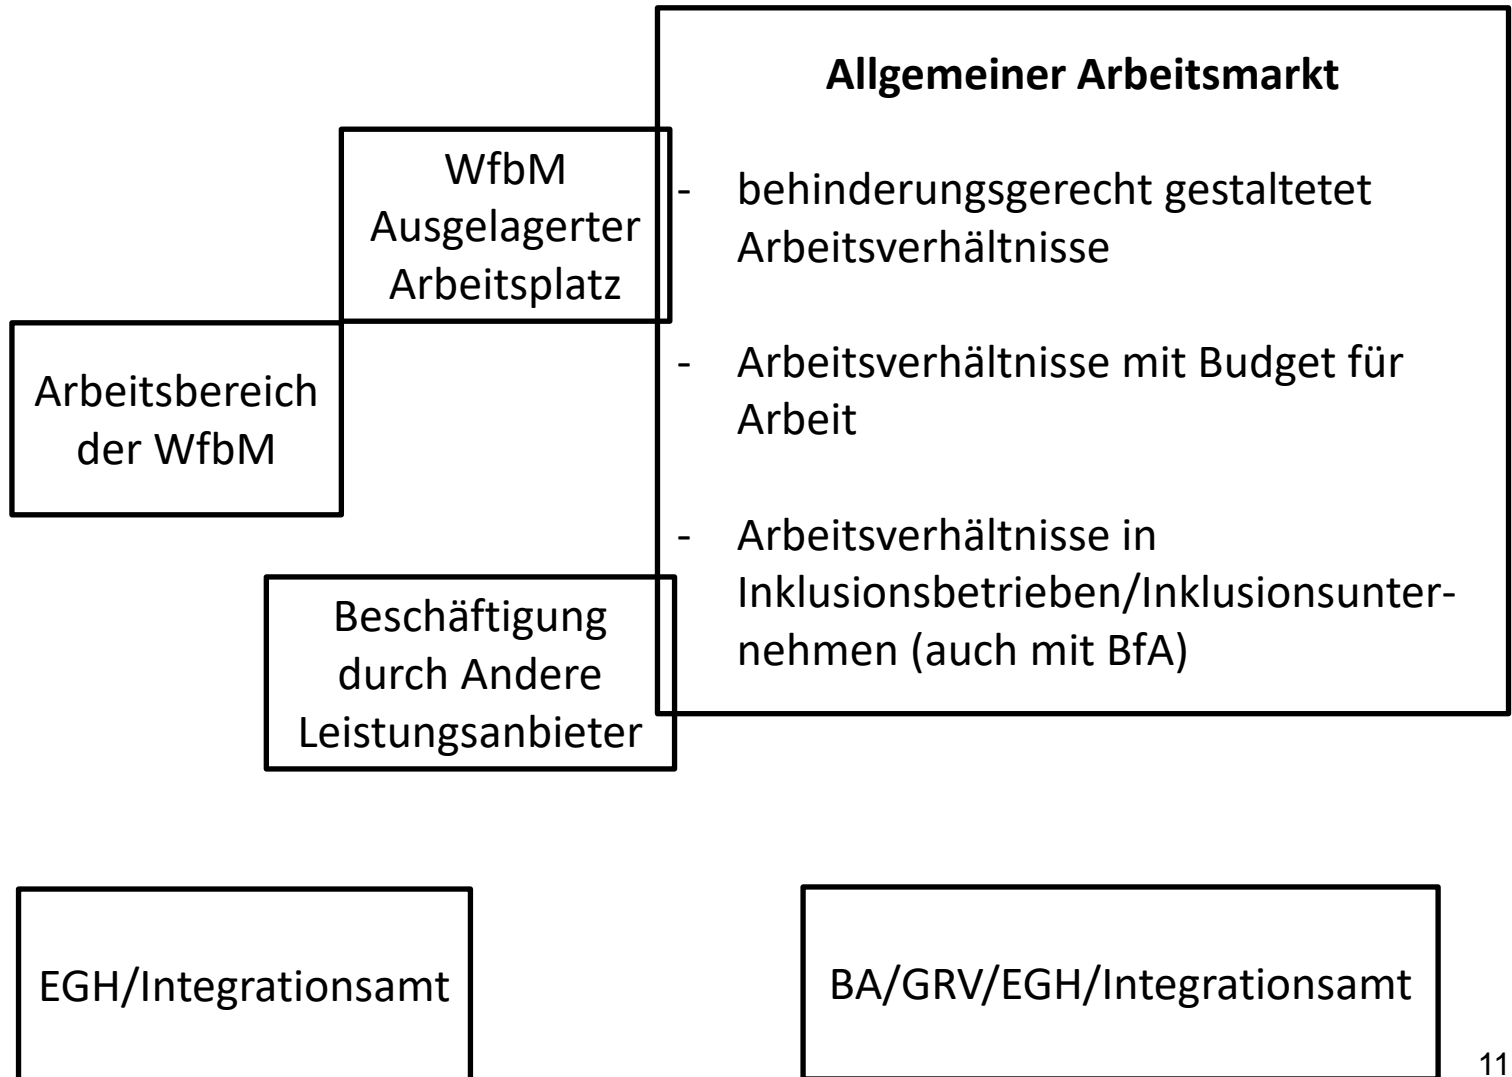 Allgemeiner Arbeitsmarkt
WfbM
Ausgelagerter
Arbeitsplatz
- behinderungsgerecht gestaltetet
Arbeitsverhältnisse
Arbeitsbereich
der WfbM
- Arbeitsverhältnisse mit Budget für
Arbeit
- Arbeitsverhältnisse in
Inklusionsbetrieben/Inklusionsunter-
nehmen (auch mit BfA)
Beschäftigung
durch Andere
Leistungsanbieter
EGH/Integrationsamt
BA/GRV/EGH/Integrationsamt
11